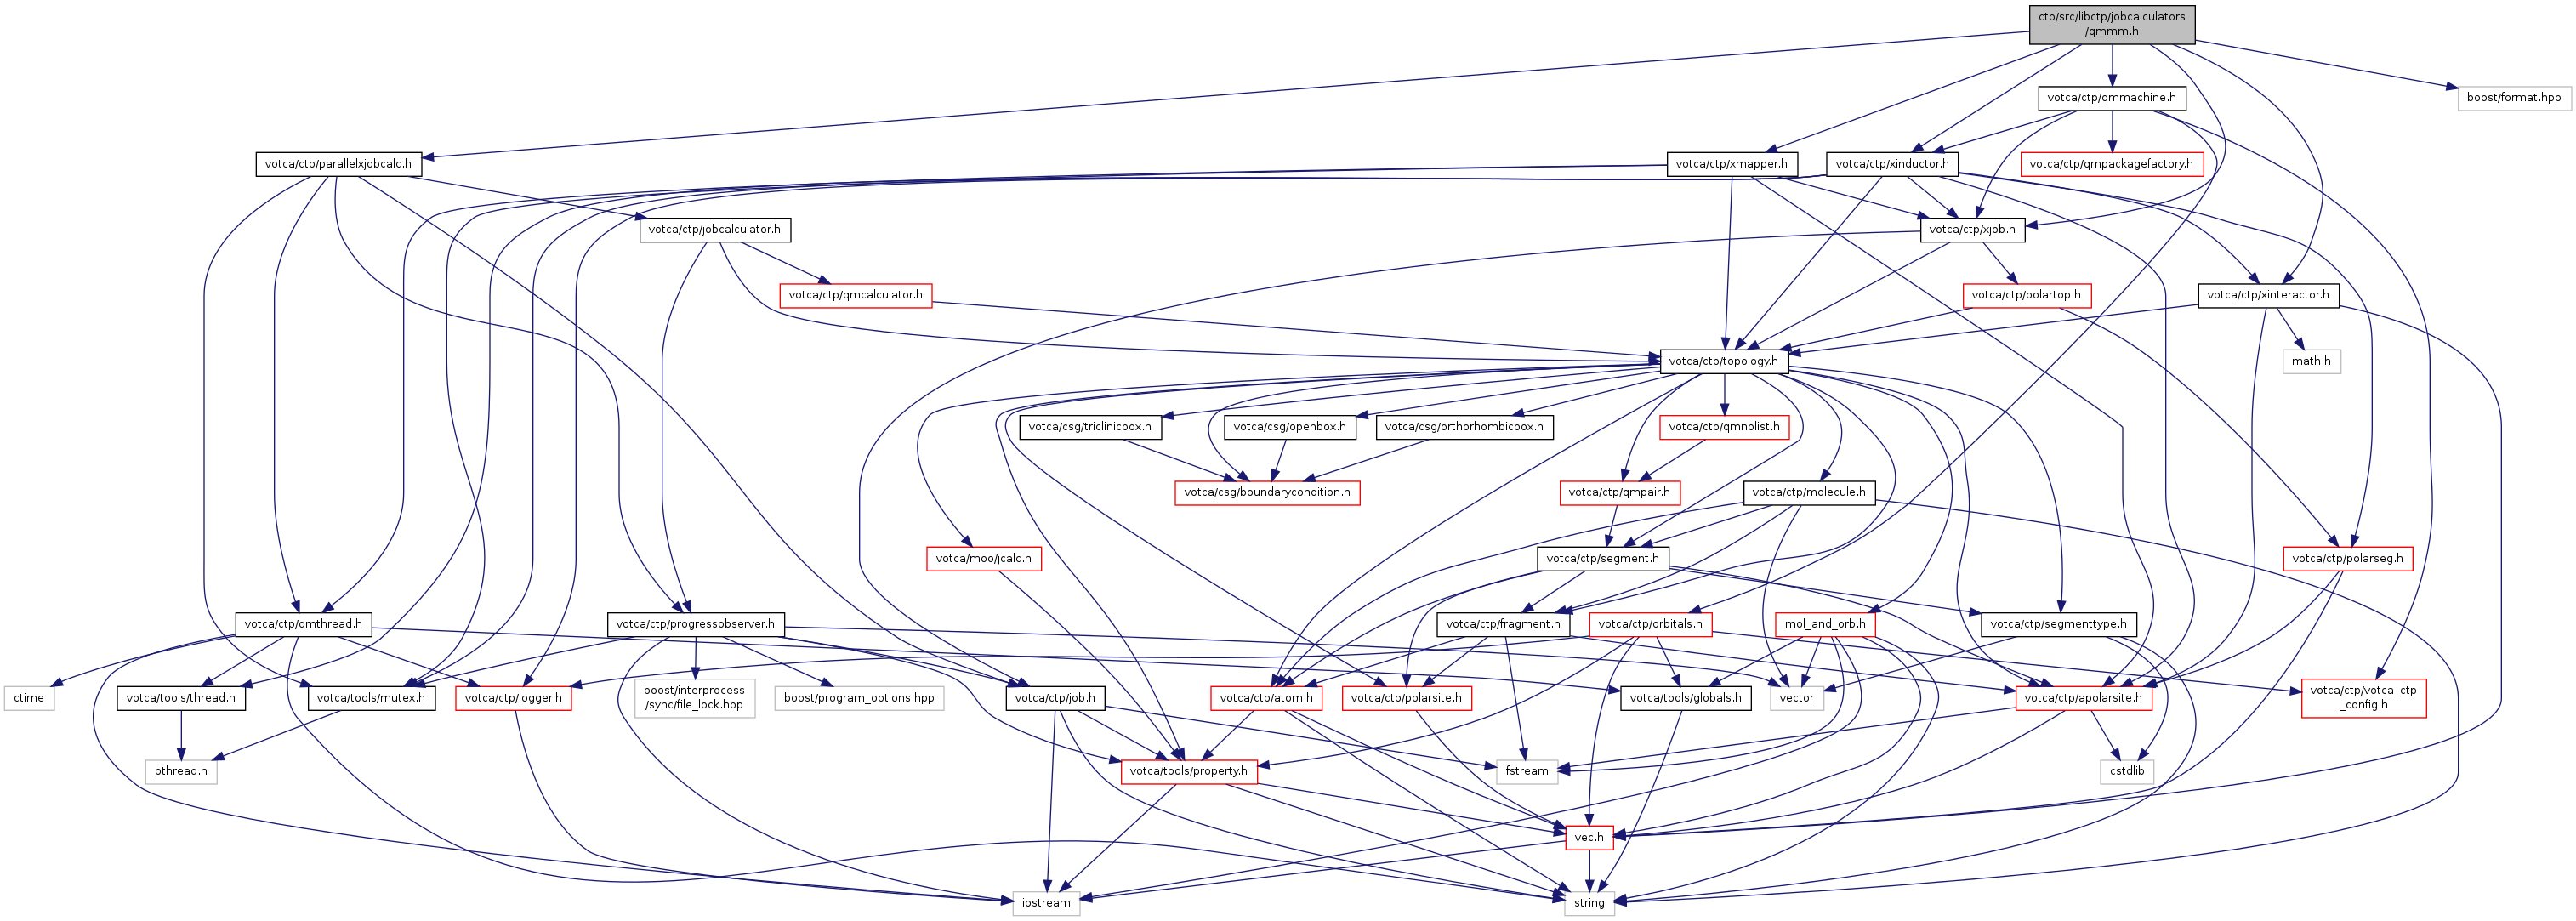 ctp/src/libctp/jobcalculators
/qmmm.h
votca/ctp/qmmachine.h
boost/format.hpp
votca/ctp/parallelxjobcalc.h
votca/ctp/xmapper.h
votca/ctp/xinductor.h
votca/ctp/qmpackagefactory.h
votca/ctp/jobcalculator.h
votca/ctp/xjob.h
votca/ctp/qmcalculator.h
votca/ctp/polartop.h
votca/ctp/xinteractor.h
votca/ctp/topology.h
math.h
votca/csg/triclinicbox.h
votca/csg/openbox.h
votca/csg/orthorhombicbox.h
votca/ctp/qmnblist.h
votca/csg/boundarycondition.h
votca/ctp/qmpair.h
votca/ctp/molecule.h
votca/moo/jcalc.h
votca/ctp/segment.h
votca/ctp/polarseg.h
votca/ctp/qmthread.h
votca/ctp/progressobserver.h
votca/ctp/fragment.h
votca/ctp/orbitals.h
mol_and_orb.h
votca/ctp/segmenttype.h
ctime
votca/tools/thread.h
votca/tools/mutex.h
votca/ctp/logger.h
boost/interprocess
/sync/file_lock.hpp
boost/program_options.hpp
votca/ctp/job.h
votca/ctp/atom.h
votca/ctp/polarsite.h
votca/tools/globals.h
vector
votca/ctp/apolarsite.h
votca/ctp/votca_ctp
_config.h
pthread.h
votca/tools/property.h
fstream
cstdlib
vec.h
iostream
string